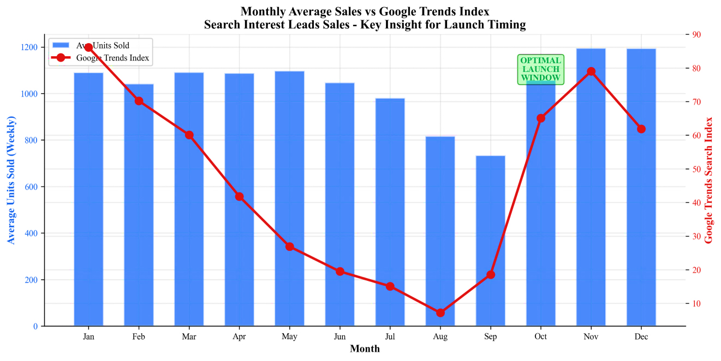 Monthly Average Sales vs Google Trends Index
Search Interest Leads Sales - Key Insight for Launch Timing
Avg Units Sold
Google Trends Index
OPTIMAL
LAUNCH
WINDOW
Average Units Sold (Weekly)
1200
1000
800
600
400
200
0
90
80
70
60
50
40
30
20
10
Google Trends Search Index
Jan Feb Mar Apr May Jun Jul Aug Sep Oct Nov Dec
Month